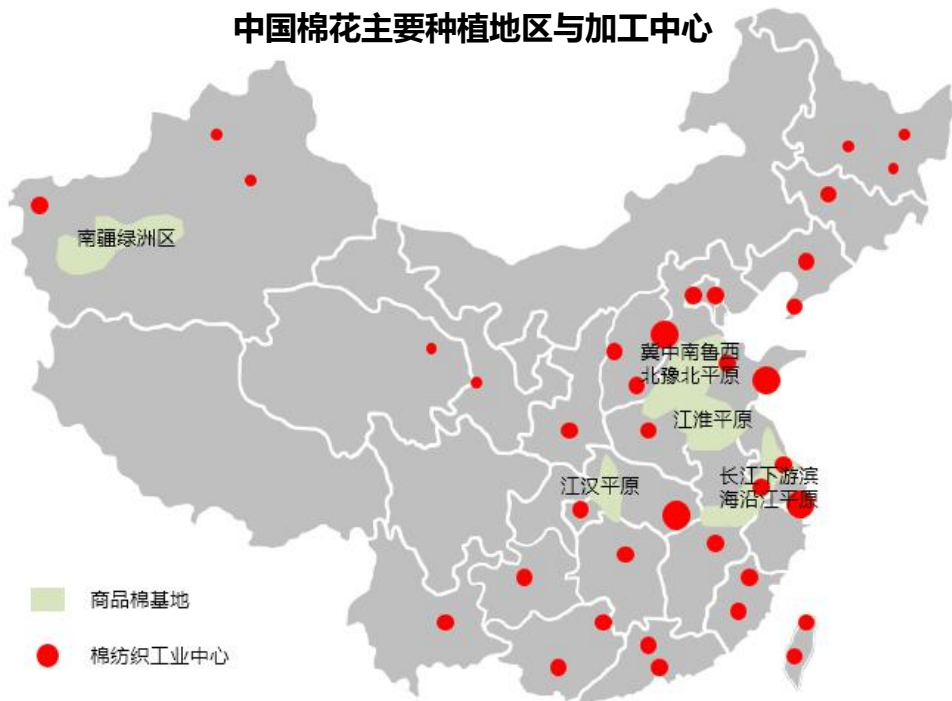 中国棉花主要种植地区与加工中心
南疆绿洲区
冀中南鲁西
北豫北平原
江淮平原
江汉平原
长江下游滨
海沿江平原
商品棉基地
棉纺织工业中心